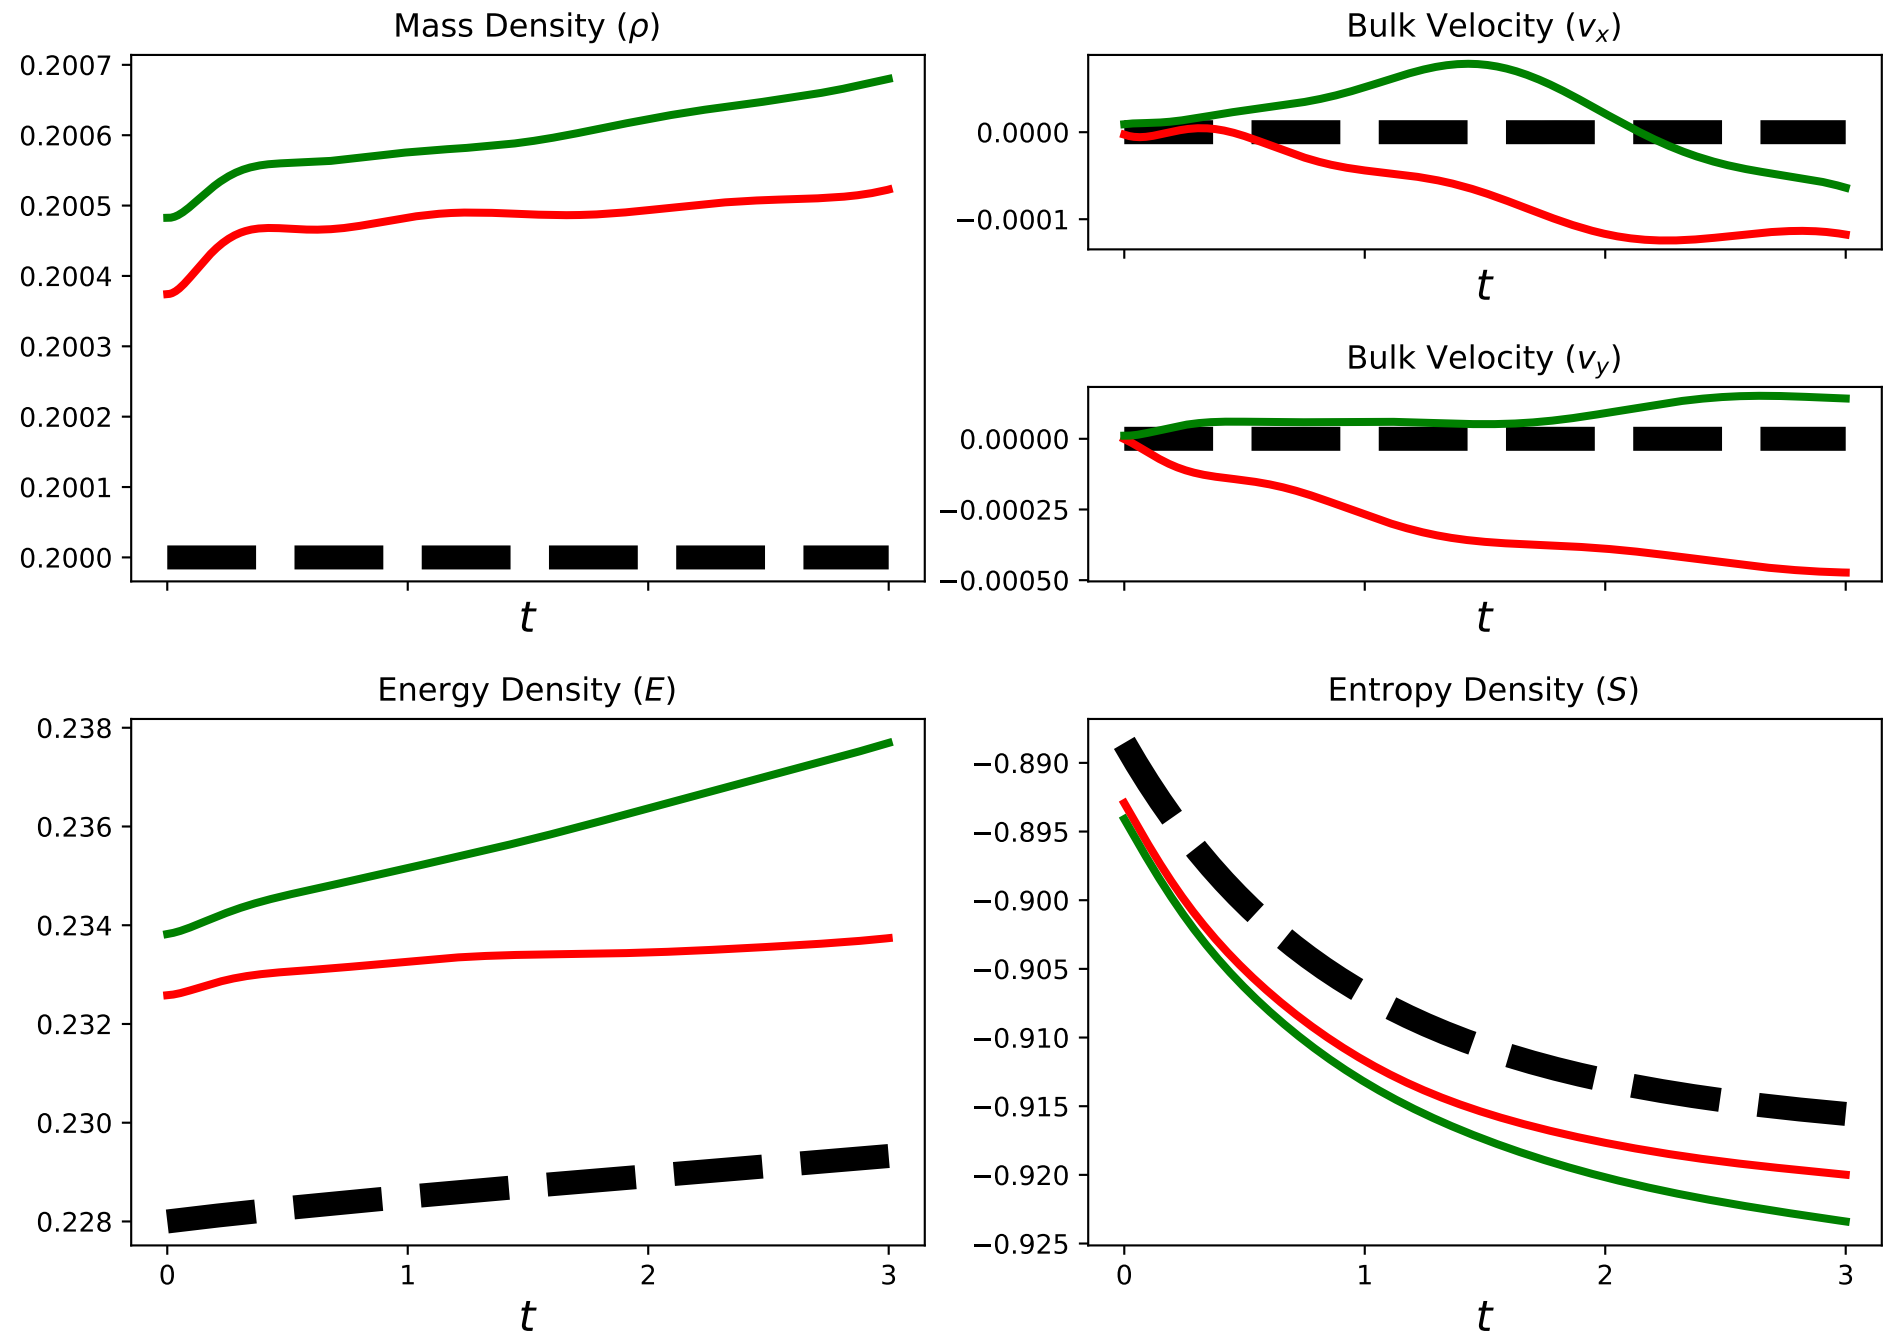 Mass Density (ρ)
0.2007
0.2006
0.2005
0.2004
0.2003
0.2002
0.2001
0.2000
t
Bulk Velocity (vₓ)
0.0000
−0.0001
t
Bulk Velocity (v_y)
0.00000
−0.00025
−0.00050
t
Energy Density (E)
0.238
0.236
0.234
0.232
0.230
0.228
0 1 2 3
t
Entropy Density (S)
−0.890
−0.895
−0.900
−0.905
−0.910
−0.915
−0.920
−0.925
0 1 2 3
t